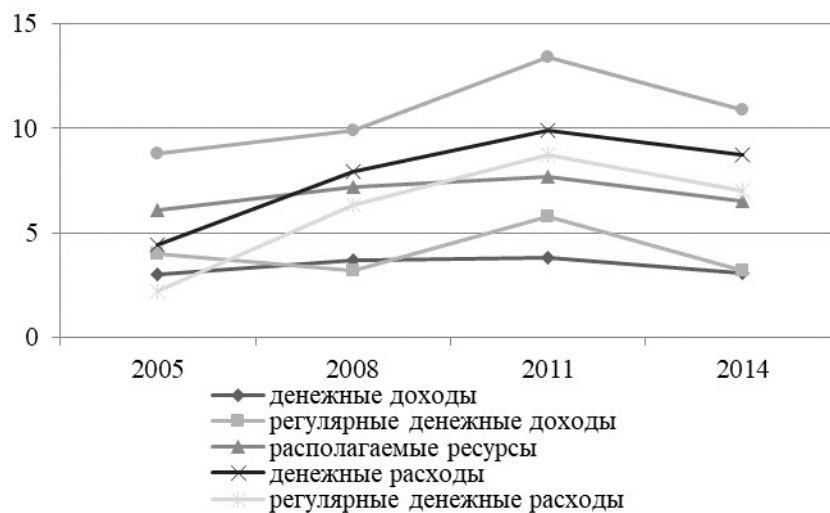 15
10
5
0
2005 2008 2011 2014
денежные доходы
регулярные денежные доходы
располагаемые ресурсы
денежные расходы
регулярные денежные расходы